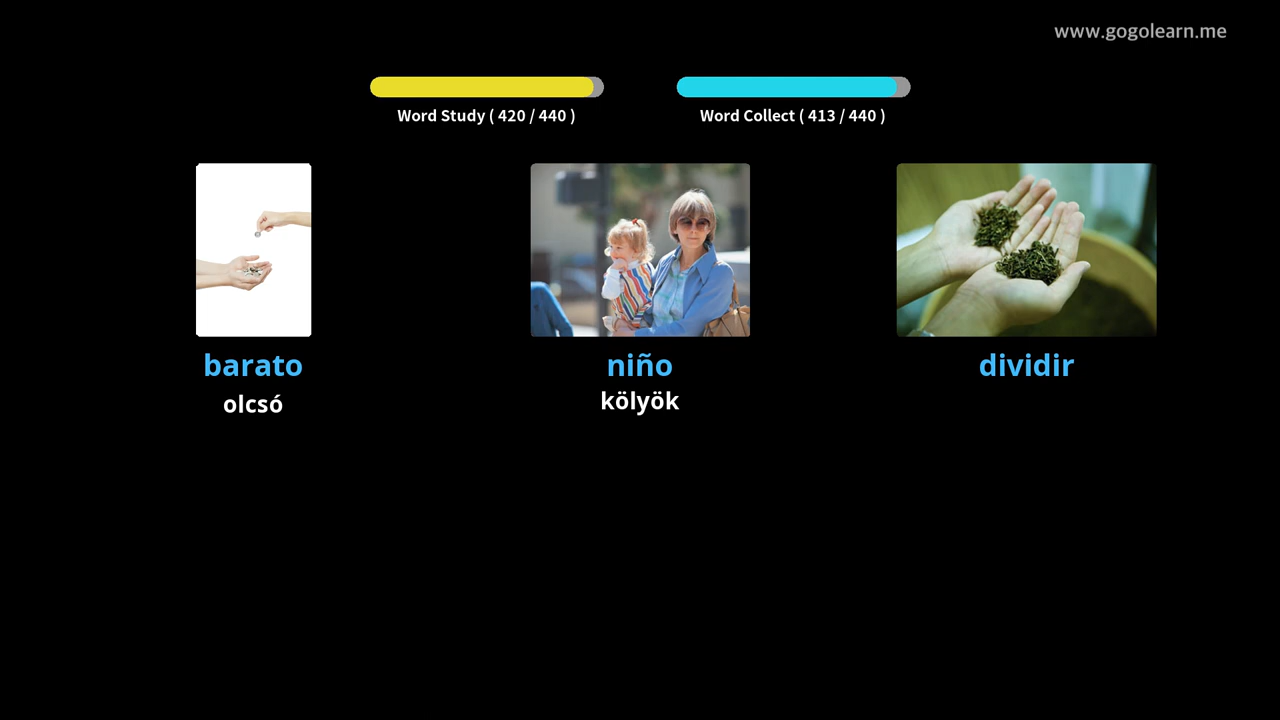 www.gogolearn.me
Word Study ( 420 / 440 )
Word Collect ( 413 / 440 )
barato
niño
dividir
olcsó
kölyök